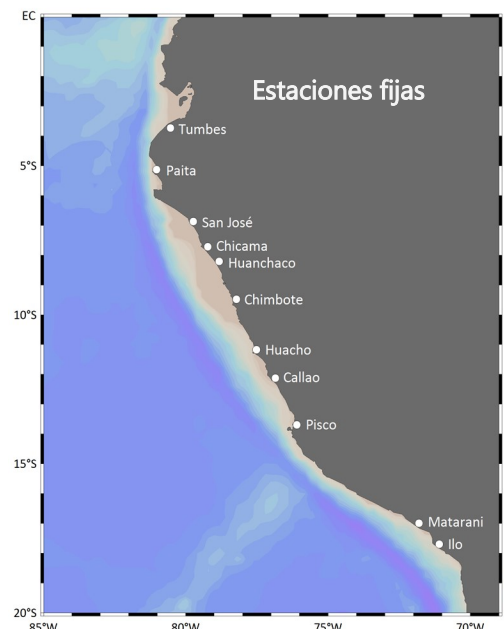 EC
Estaciones fijas
Tumbes
5°S
Paita
San José
Chicama
Huanchaco
Chimbote
10°S
Huacho
Callao
Pisco
15°S
Matarani
Ilo
20°S
85°W
80°W
75°W
70°W